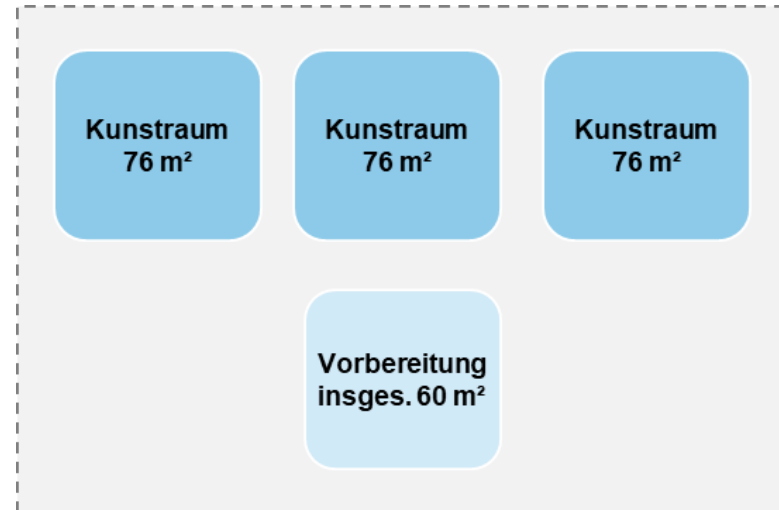 Kunstraum
76 m²
Kunstraum
76 m²
Kunstraum
76 m²
Vorbereitung
insges. 60 m²